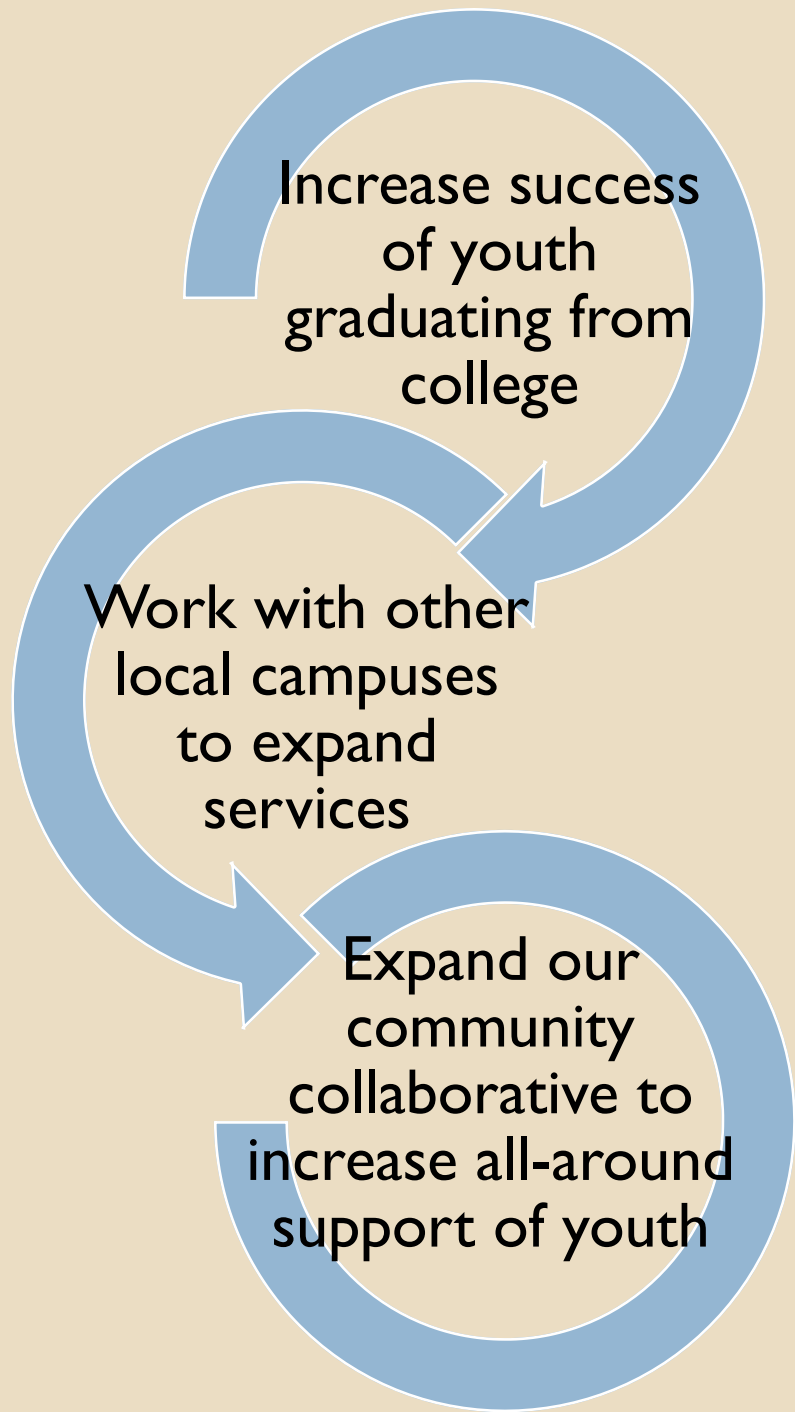 Increase success
of youth
graduating from
college
Work with other
local campuses
to expand
services
Expand our
community
collaborative to
increase all-around
support of youth